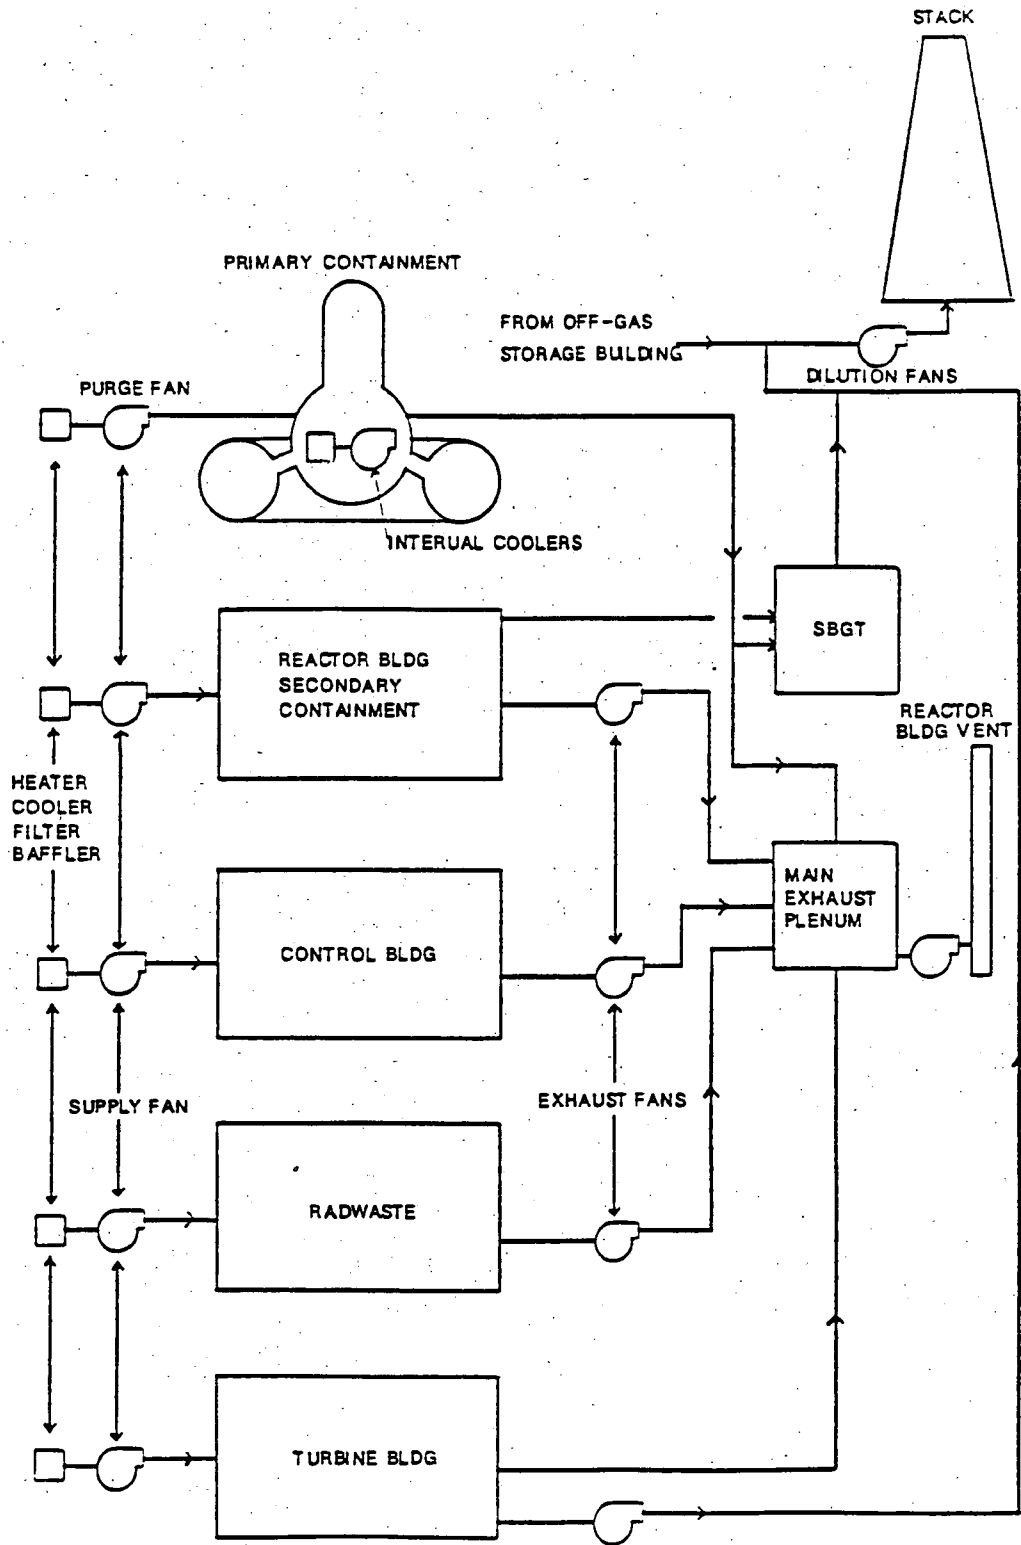 STACK
PRIMARY CONTAINMENT
FROM OFF-GAS
STORAGE BUILDING
DILUTION FANS
PURGE FAN
INTERUAL COOLERS
SBGT
REACTOR BLDG
SECONDARY
CONTAINMENT
REACTOR
BLDG VENT
HEATER
COOLER
FILTER
BAFFLER
MAIN
EXHAUST
PLENUM
CONTROL BLDG
SUPPLY FAN
EXHAUST FANS
RADWASTE
TURBINE BLDG